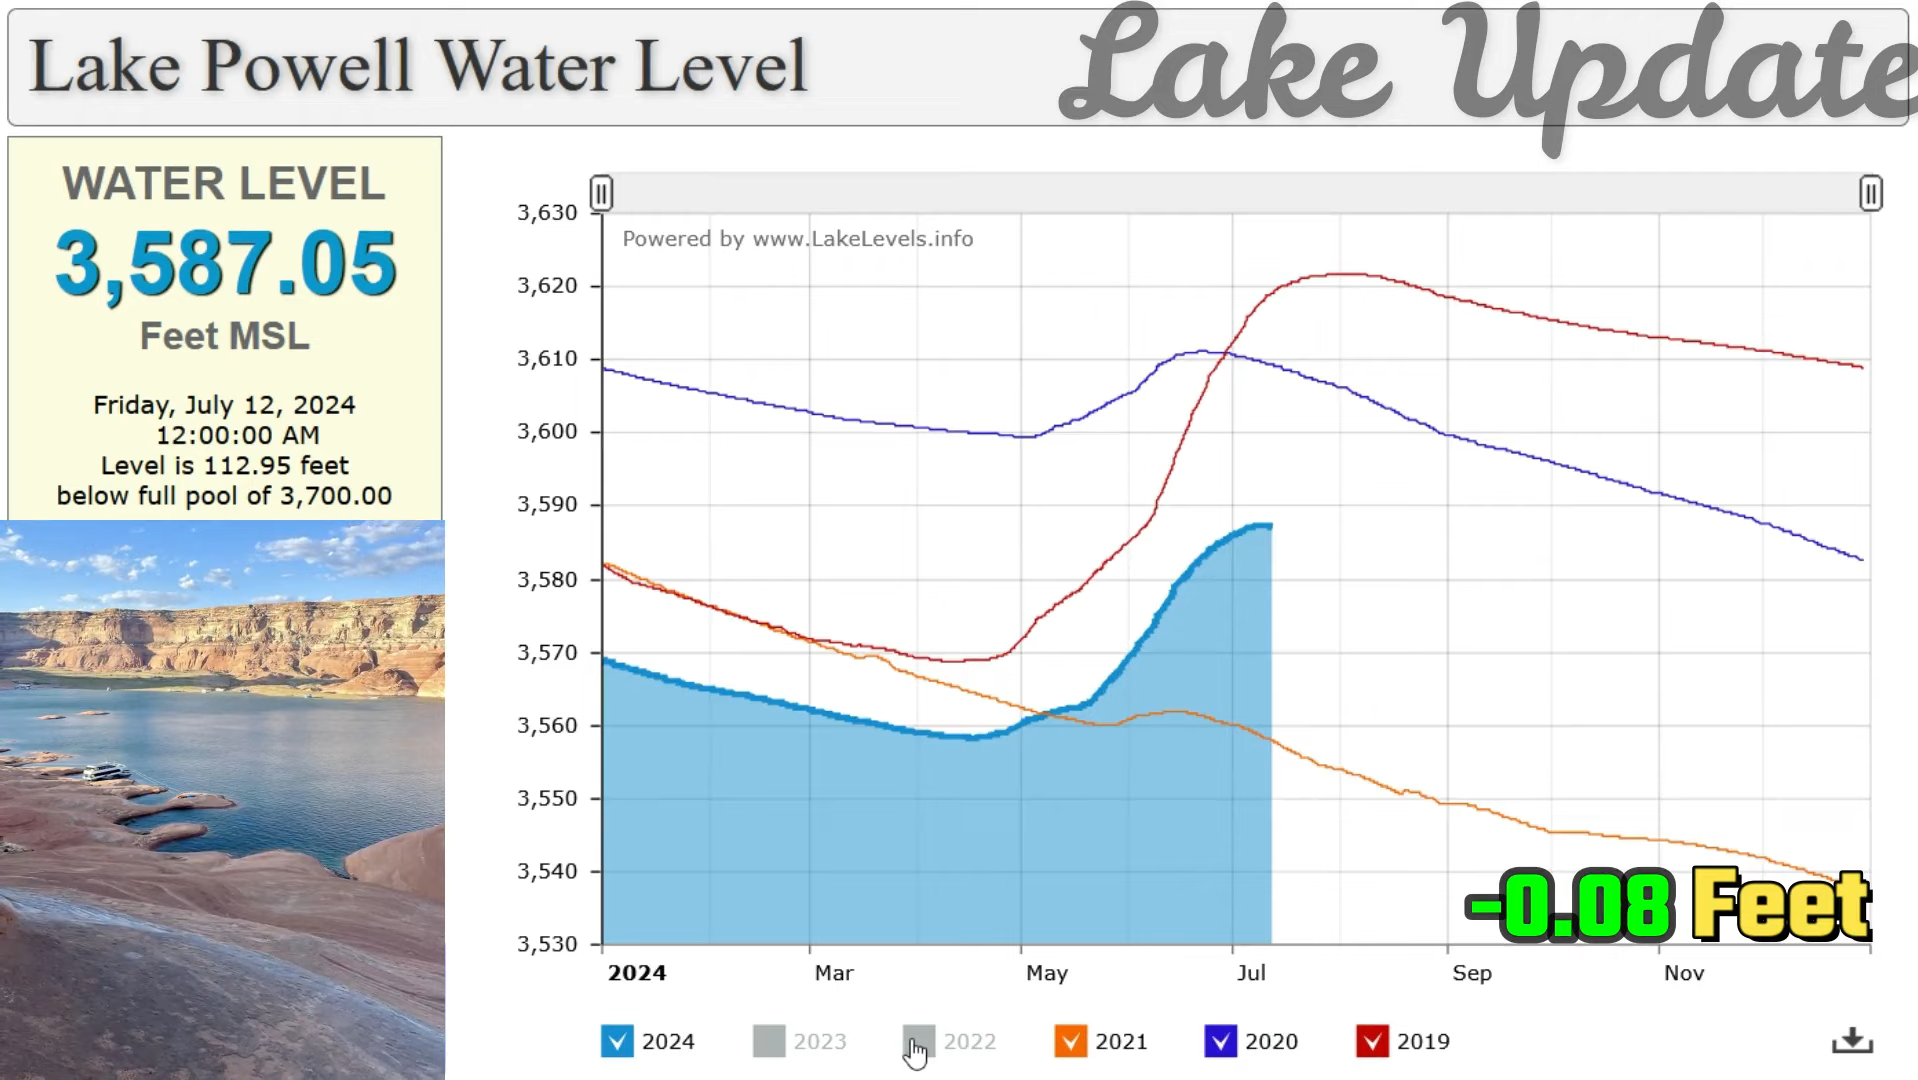 Lake Powell Water Level
Lake Update
WATER LEVEL
3,587.05
Feet MSL
Friday, July 12, 2024
12:00:00 AM
Level is 112.95 feet
below full pool of 3,700.00
Powered by www.LakeLevels.info
3,630
3,620
3,610
3,600
3,590
3,580
3,570
3,560
3,550
3,540
3,530
-0.08 Feet
2024 Mar May Jul Sep Nov
2024 2023 2022 2021 2020 2019